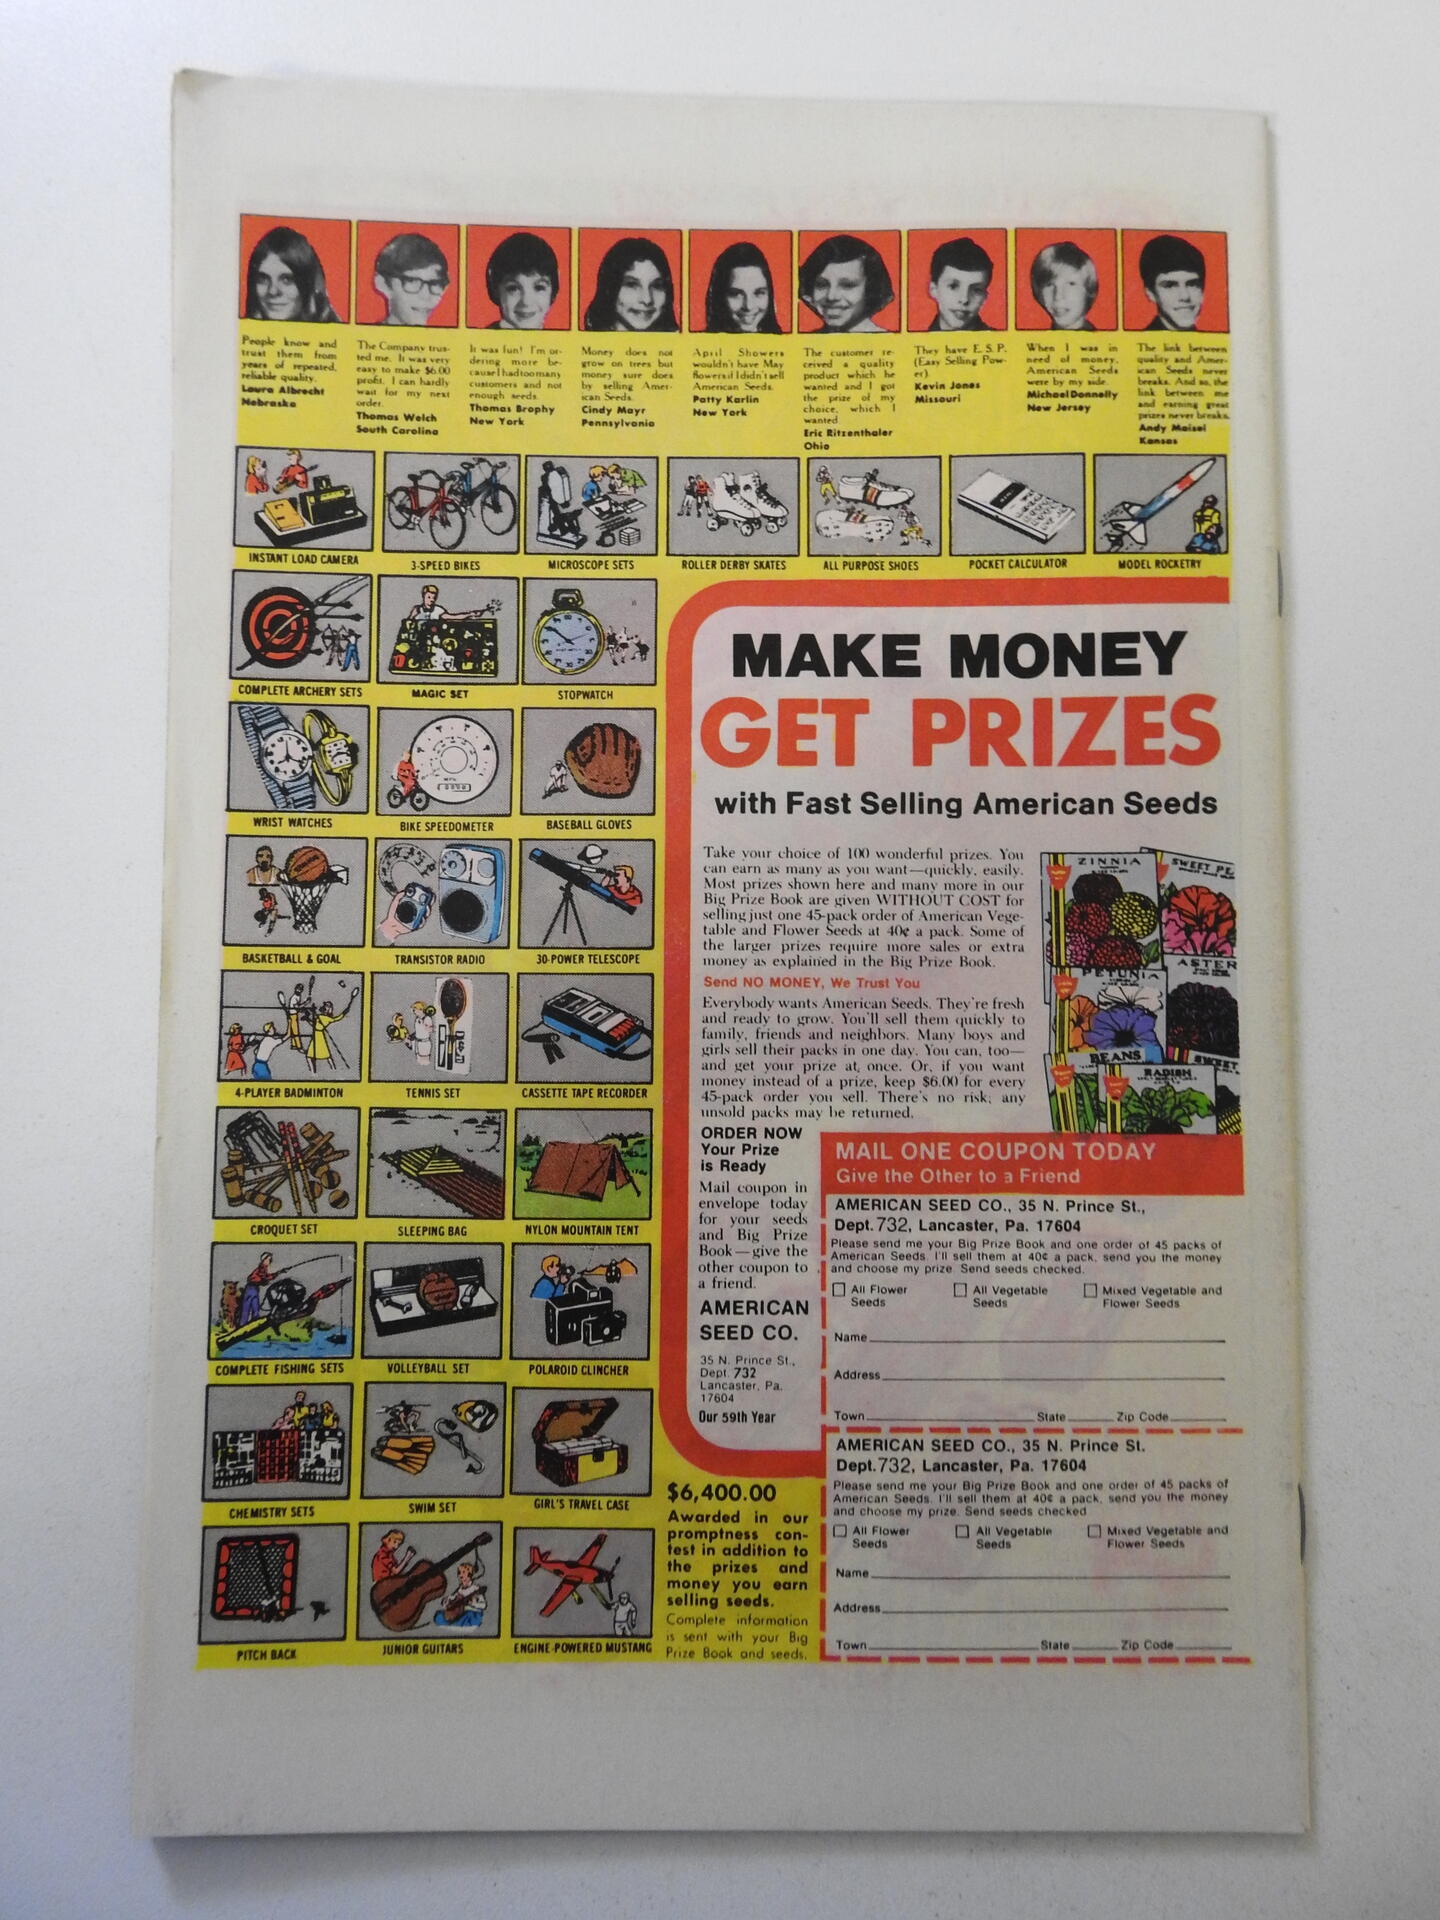 People know and
trust them from
years of repeated,
reliable quality.
Laura Albrecht
Nebraska
The Company trus-
ted me. It was very
easy to make $6.00
profit. I can hardly
wait for my next
order.
Thomas Welch
South Carolina
It was fun! I'm or-
dering more be-
cause I had too many
customers and not
enough seeds.
Thomas Brophy
New York
Money does not
grow on trees but
money sure does
by selling Amer-
ican Seeds.
Cindy Mayr
Pennsylvania
April Showers
wouldn't have May
flowers if I didn't sell
American Seeds.
Patty Karlin
New York
The customer re-
ceived a quality
product which he
wanted and I got
the prize of my
choice, which I
wanted.
Eric Ritzenthaler
Ohio
They have E.S.P.
(Easy Selling Pow-
er).
Kevin Jones
Missouri
When I was in
need of money,
American Seeds
were by my side.
Michael Donnelly
New Jersey
The link between
quality and Amer-
ican Seeds never
breaks. And so, the
link between me
and earning great
prizes never breaks.
Andy Maisel
Kansas
INSTANT LOAD CAMERA
3-SPEED BIKES
MICROSCOPE SETS
ROLLER DERBY SKATES
ALL PURPOSE SHOES
POCKET CALCULATOR
MODEL ROCKETRY
COMPLETE ARCHERY SETS
MAGIC SET
STOPWATCH
WRIST WATCHES
BIKE SPEEDOMETER
BASEBALL GLOVES
BASKETBALL & GOAL
TRANSISTOR RADIO
30-POWER TELESCOPE
4-PLAYER BADMINTON
TENNIS SET
CASSETTE TAPE RECORDER
CROQUET SET
SLEEPING BAG
NYLON MOUNTAIN TENT
COMPLETE FISHING SETS
VOLLEYBALL SET
POLAROID CLINCHER
CHEMISTRY SETS
SWIM SET
GIRL'S TRAVEL CASE
PITCH BACK
JUNIOR GUITARS
ENGINE-POWERED MUSTANG
MAKE MONEY
GET PRIZES
with Fast Selling American Seeds
Take your choice of 100 wonderful prizes. You
can earn as many as you want—quickly, easily.
Most prizes shown here and many more in our
Big Prize Book are given WITHOUT COST for
selling just one 45-pack order of American Vege-
table and Flower Seeds at 40¢ a pack. Some of
the larger prizes require more sales or extra
money as explained in the Big Prize Book.
Send NO MONEY, We Trust You
Everybody wants American Seeds. They're fresh
and ready to grow. You'll sell them quickly to
family, friends and neighbors. Many boys and
girls sell their packs in one day. You can, too—
and get your prize at once. Or, if you want
money instead of a prize, keep $6.00 for every
45-pack order you sell. There's no risk; any
unsold packs may be returned.
ZINNIA
SWEET PE
ASTER
PETUNIA
BEANS
RADISH
SWEET
ORDER NOW
Your Prize
is Ready
Mail coupon in
envelope today
for your seeds
and Big Prize
Book—give the
other coupon to
a friend.
AMERICAN
SEED CO.
35 N. Prince St.,
Dept. 732
Lancaster, Pa.
17604
Our 59th Year
$6,400.00
Awarded in our
promptness con-
test in addition to
the prizes and
money you earn
selling seeds.
Complete information
is sent with your Big
Prize Book and seeds.
MAIL ONE COUPON TODAY
Give the Other to a Friend
AMERICAN SEED CO., 35 N. Prince St.,
Dept. 732, Lancaster, Pa. 17604
Please send me your Big Prize Book and one order of 45 packs of
American Seeds. I'll sell them at 40¢ a pack, send you the money
and choose my prize. Send seeds checked.
All Flower
Seeds
All Vegetable
Seeds
Mixed Vegetable and
Flower Seeds
Name
Address
Town State Zip Code
AMERICAN SEED CO., 35 N. Prince St.
Dept. 732, Lancaster, Pa. 17604
Please send me your Big Prize Book and one order of 45 packs of
American Seeds. I'll sell them at 40¢ a pack, send you the money
and choose my prize. Send seeds checked
All Flower
Seeds
All Vegetable
Seeds
Mixed Vegetable and
Flower Seeds
Name
Address
Town State Zip Code